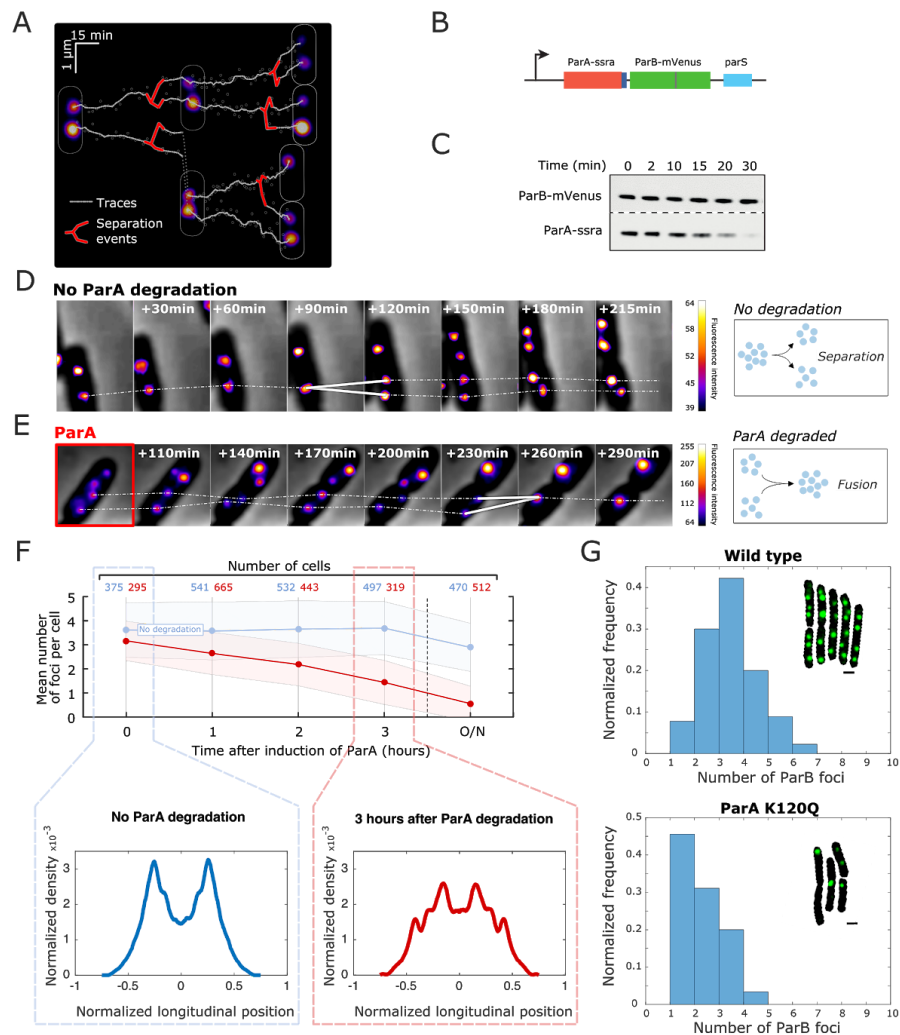 A
15 min
1 µm
Traces
Separation
events
B
ParA-ssra
ParB-mVenus
parS
C
Time (min)
0 2 10 15 20 30
ParB-mVenus
ParA-ssra
D
No ParA degradation
+30min +60min +90min +120min +150min +180min +215min
64
58
52
45
39
Fluorescence intensity
No degradation
Separation
E
ParA
+110min +140min +170min +200min +230min +260min +290min
255
207
160
112
64
Fluorescence intensity
ParA degraded
Fusion
F
Number of cells
375 295 541 665 532 443 497 319 470 512
Mean number
of foci per cell
5
4
3
2
1
0
No degradation
0 1 2 3 O/N
Time after induction of ParA (hours)
No ParA degradation
Normalized density x10⁻³
3
2
1
0
-1 -0.5 0 0.5 1
Normalized longitudinal position
3 hours after ParA degradation
Normalized density x10⁻³
3
2
1
0
-1 -0.5 0 0.5 1
Normalized longitudinal position
G
Wild type
Normalized frequency
0.4
0.3
0.2
0.1
0
0 1 2 3 4 5 6 7 8 9 10
Number of ParB foci
ParA K120Q
Normalized frequency
0.5
0.4
0.3
0.2
0.1
0
0 1 2 3 4 5 6 7 8 9 10
Number of ParB foci